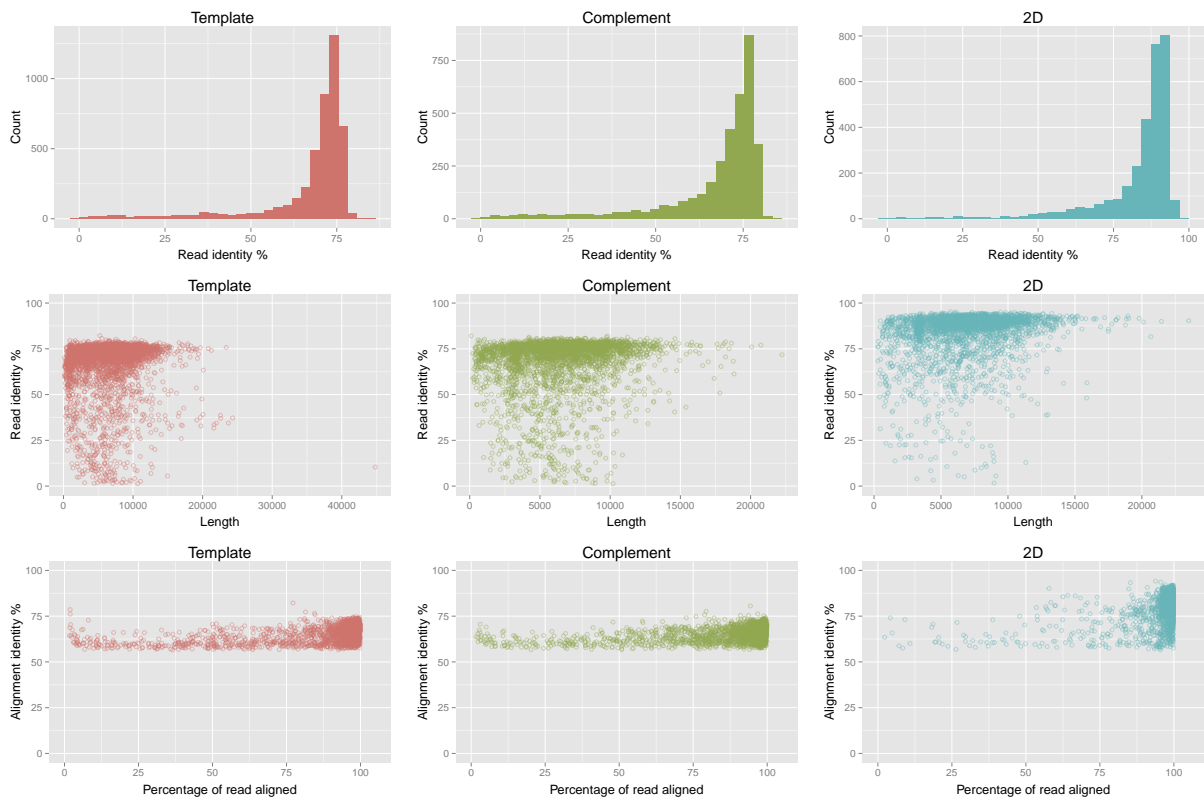 Template
Complement
2D
Count
1000
500
0
0 25 50 75
Read identity %
Count
750
500
250
0
0 25 50 75
Read identity %
Count
800
600
400
200
0
0 25 50 75 100
Read identity %
Template
Complement
2D
Read identity %
100
75
50
25
0
0 10000 20000 30000 40000
Length
Read identity %
100
75
50
25
0
0 5000 10000 15000 20000
Length
Read identity %
100
75
50
25
0
0 5000 10000 15000 20000
Length
Template
Complement
2D
Alignment identity %
100
75
50
25
0
0 25 50 75 100
Percentage of read aligned
Alignment identity %
100
75
50
25
0
0 25 50 75 100
Percentage of read aligned
Alignment identity %
100
75
50
25
0
0 25 50 75 100
Percentage of read aligned